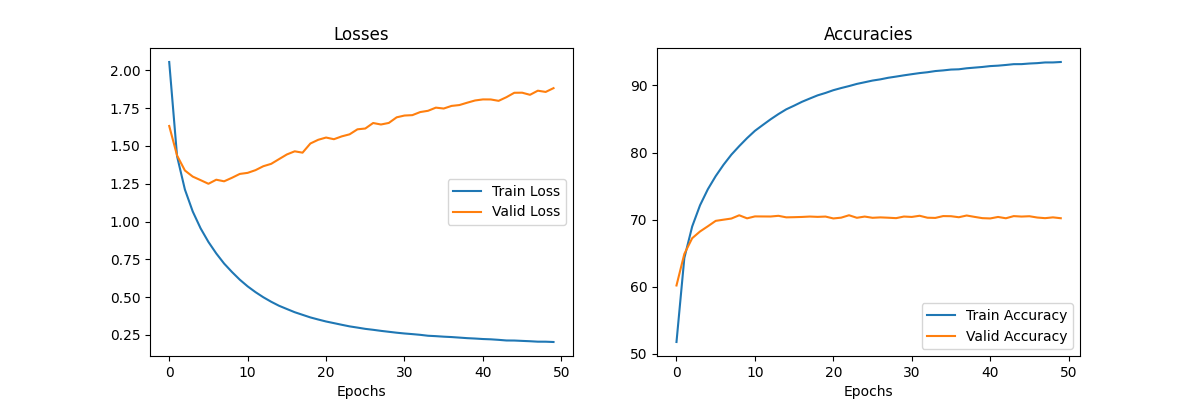 Losses
2.00
1.75
1.50
1.25
1.00
0.75
0.50
0.25
Train Loss
Valid Loss
0 10 20 30 40 50
Epochs
Accuracies
90
80
70
60
50
Train Accuracy
Valid Accuracy
0 10 20 30 40 50
Epochs